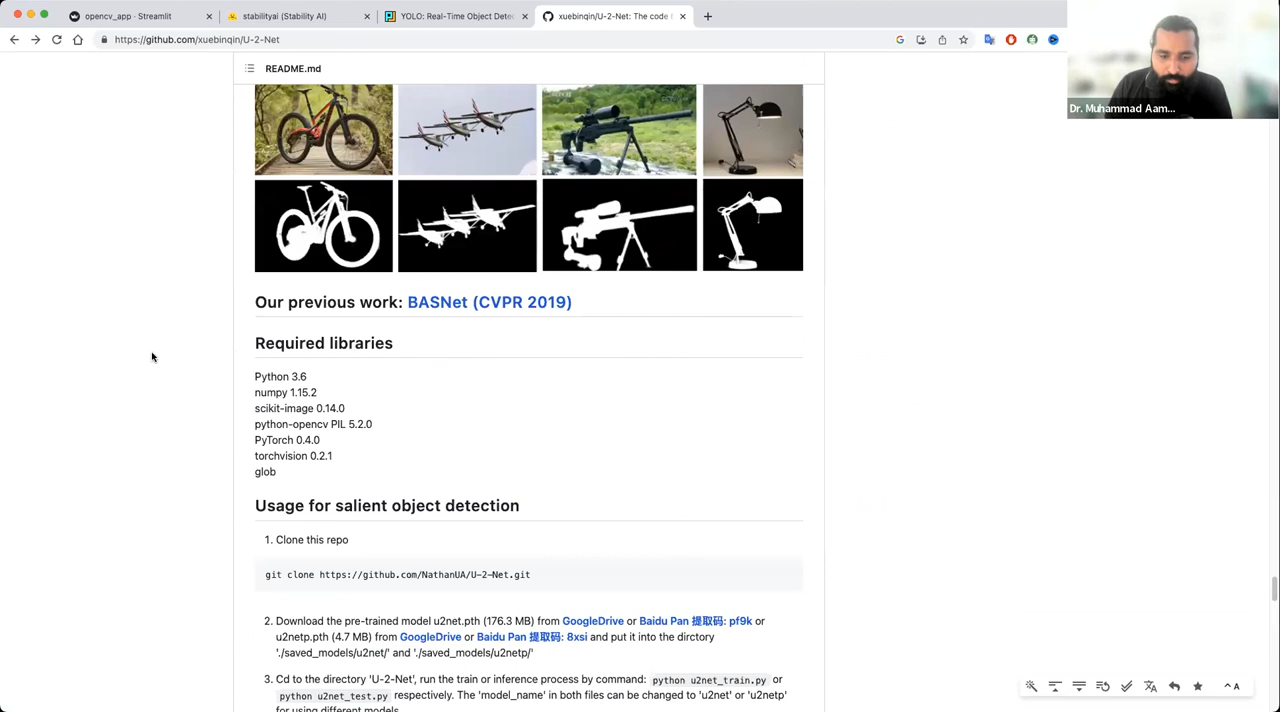 opencv_app · Streamlit
stabilityai (Stability AI)
YOLO: Real-Time Object Dete
xuebinqin/U-2-Net: The code
https://github.com/xuebinqin/U-2-Net
README.md
Dr. Muhammad Aam...
Our previous work: BASNet (CVPR 2019)
Required libraries
Python 3.6
numpy 1.15.2
scikit-image 0.14.0
python-opencv PIL 5.2.0
PyTorch 0.4.0
torchvision 0.2.1
glob
Usage for salient object detection
1. Clone this repo
git clone https://github.com/NathanUA/U-2-Net.git
2. Download the pre-trained model u2net.pth (176.3 MB) from GoogleDrive or Baidu Pan 提取码: pf9k or
u2netp.pth (4.7 MB) from GoogleDrive or Baidu Pan 提取码: 8xsi and put it into the dirctory
'./saved_models/u2net/' and './saved_models/u2netp/'
3. Cd to the directory 'U-2-Net', run the train or inference process by command: python u2net_train.py or
python u2net_test.py respectively. The 'model_name' in both files can be changed to 'u2net' or 'u2netp'
for using different models